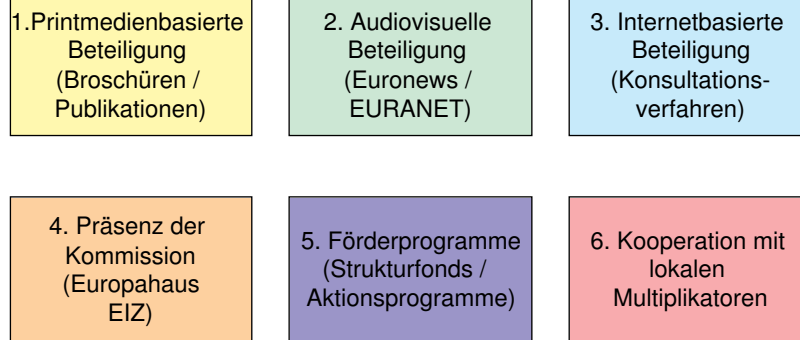 1.Printmedienbasierte
Beteiligung
(Broschüren /
Publikationen)
2. Audiovisuelle
Beteiligung
(Euronews /
EURANET)
3. Internetbasierte
Beteiligung
(Konsultations-
verfahren)
4. Präsenz der
Kommission
(Europahaus
EIZ)
5. Förderprogramme
(Strukturfonds /
Aktionsprogramme)
6. Kooperation mit
lokalen
Multiplikatoren